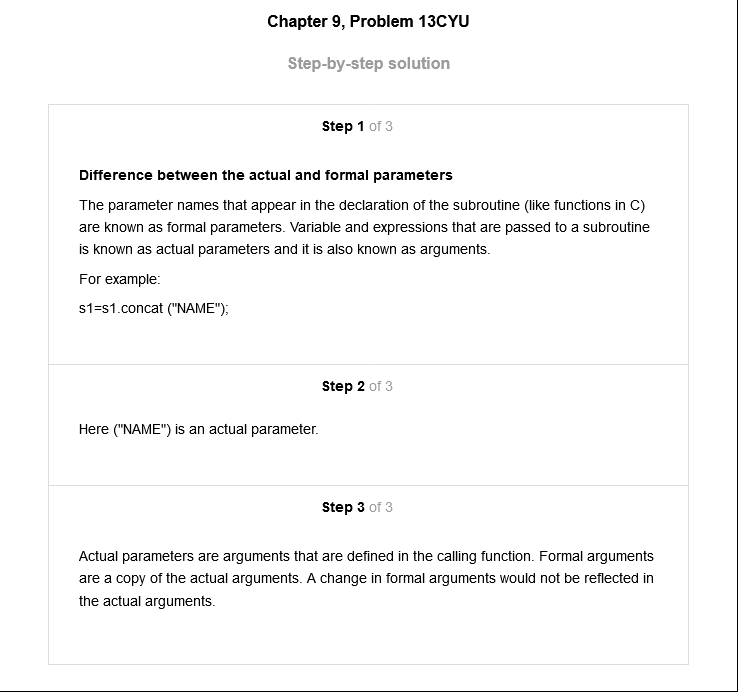 Chapter 9, Problem 13CYU
Step-by-step solution
Step 1 of 3
Difference between the actual and formal parameters
The parameter names that appear in the declaration of the subroutine (like functions in C)
are known as formal parameters. Variable and expressions that are passed to a subroutine
is known as actual parameters and it is also known as arguments.
For example:
s1=s1.concat ("NAME");
Step 2 of 3
Here ("NAME") is an actual parameter.
Step 3 of 3
Actual parameters are arguments that are defined in the calling function. Formal arguments
are a copy of the actual arguments. A change in formal arguments would not be reflected in
the actual arguments.